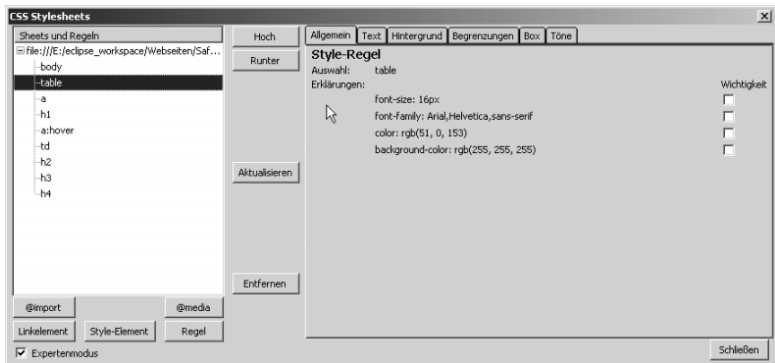 CSS Stylesheets
Sheets und Regeln
file:///E:/eclipse_workspace/Webseiten/Saf...
body
table
a
h1
a:hover
td
h2
h3
h4
@import
@media
Linkelement
Style-Element
Regel
Expertenmodus
Hoch
Runter
Aktualisieren
Entfernen
Allgemein
Text
Hintergrund
Begrenzungen
Box
Töne
Style-Regel
Auswahl: table
Erklärungen: Wichtigkeit
font-size: 16px
font-family: Arial,Helvetica,sans-serif
color: rgb(51, 0, 153)
background-color: rgb(255, 255, 255)
Schließen